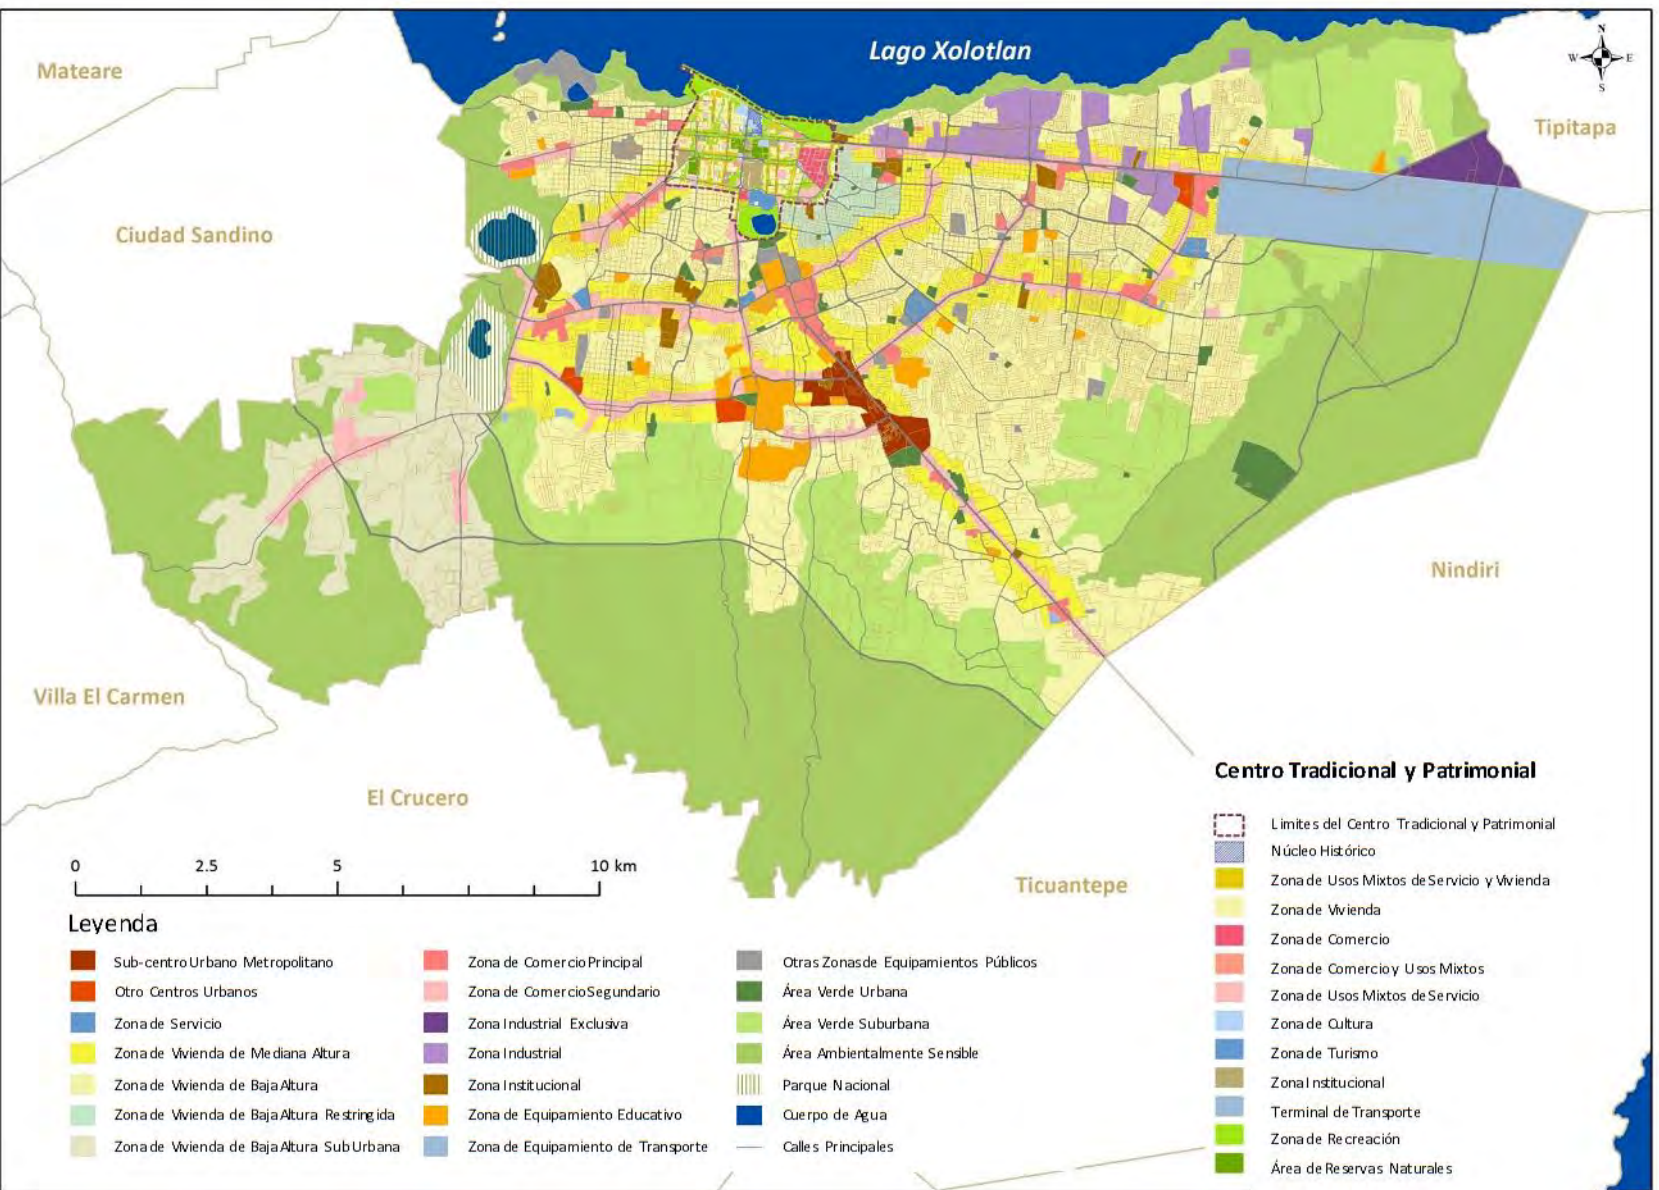 Lago Xolotlan
N
W E
S
Mateare
Tipitapa
Ciudad Sandino
Nindiri
Villa El Carmen
El Crucero
Ticuantepe
0 2.5 5 10 km
Leyenda
Sub-centro Urbano Metropolitano
Otro Centros Urbanos
Zona de Servicio
Zona de Vivienda de Mediana Altura
Zona de Vivienda de Baja Altura
Zona de Vivienda de Baja Altura Restringida
Zona de Vivienda de Baja Altura Sub Urbana
Zona de Comercio Principal
Zona de Comercio Segundario
Zona Industrial Exclusiva
Zona Industrial
Zona Institucional
Zona de Equipamiento Educativo
Zona de Equipamiento de Transporte
Otras Zonas de Equipamientos Públicos
Área Verde Urbana
Área Verde Suburbana
Área Ambientalmente Sensible
Parque Nacional
Cuerpo de Agua
Calles Principales
Centro Tradicional y Patrimonial
Limites del Centro Tradicional y Patrimonial
Núcleo Histórico
Zona de Usos Mixtos de Servicio y Vivienda
Zona de Vivienda
Zona de Comercio
Zona de Comercio y Usos Mixtos
Zona de Usos Mixtos de Servicio
Zona de Cultura
Zona de Turismo
Zona Institucional
Terminal de Transporte
Zona de Recreación
Área de Reservas Naturales